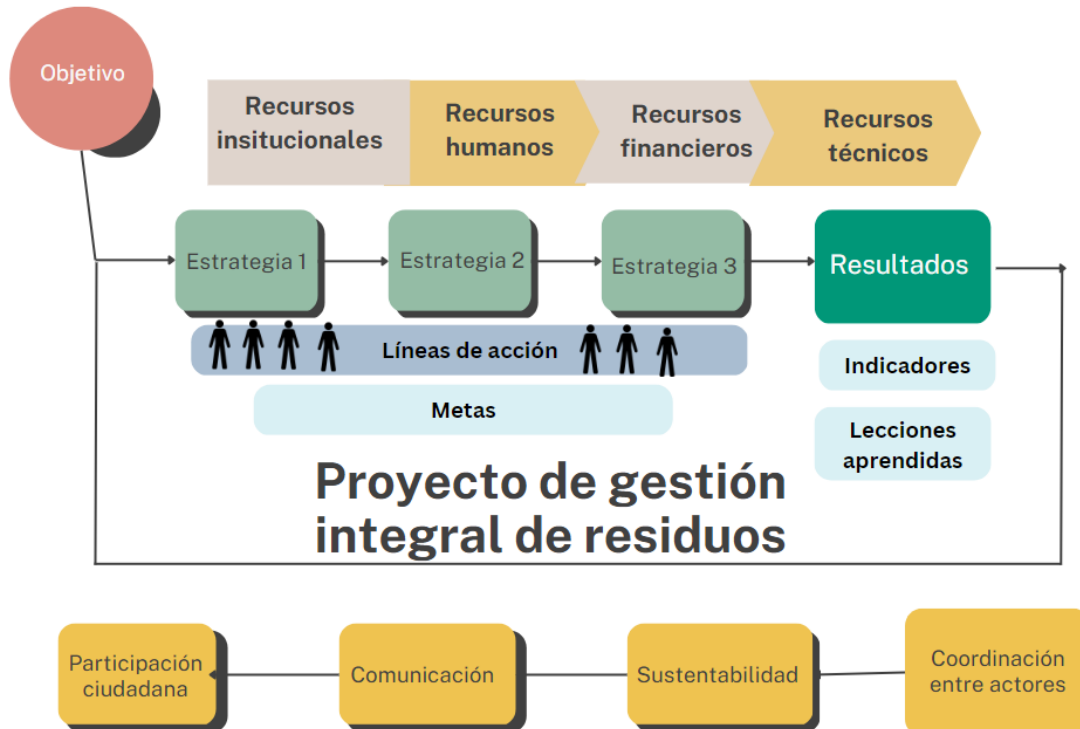 Objetivo
Recursos
insitucionales
Recursos
humanos
Recursos
financieros
Recursos
técnicos
Estrategia 1
Estrategia 2
Estrategia 3
Resultados
Líneas de acción
Metas
Indicadores
Lecciones
aprendidas
Proyecto de gestión
integral de residuos
Participación
ciudadana
Comunicación
Sustentabilidad
Coordinación
entre actores